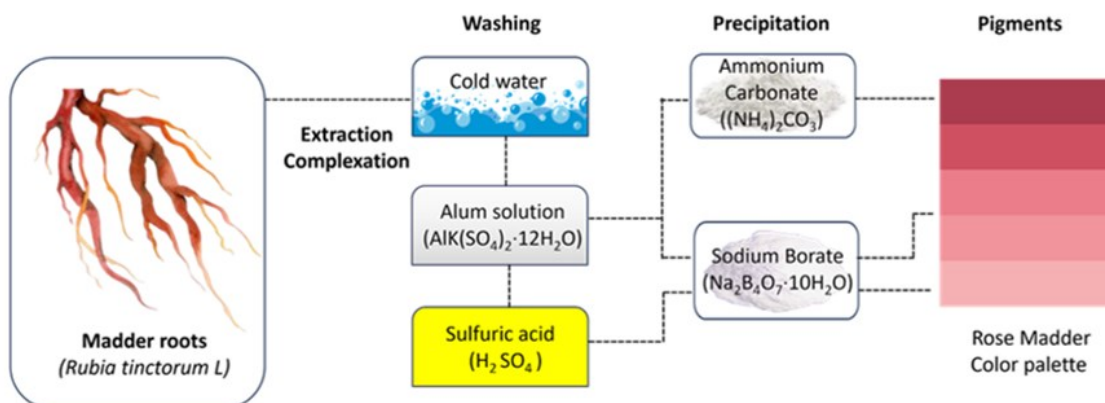 Washing
Precipitation
Pigments
Cold water
Extraction
Complexation
Alum solution
(AlK(SO₄)₂·12H₂O)
Sulfuric acid
(H₂SO₄)
Ammonium
Carbonate
((NH₄)₂CO₃)
Sodium Borate
(Na₂B₄O₇·10H₂O)
Madder roots
(Rubia tinctorum L)
Rose Madder
Color palette